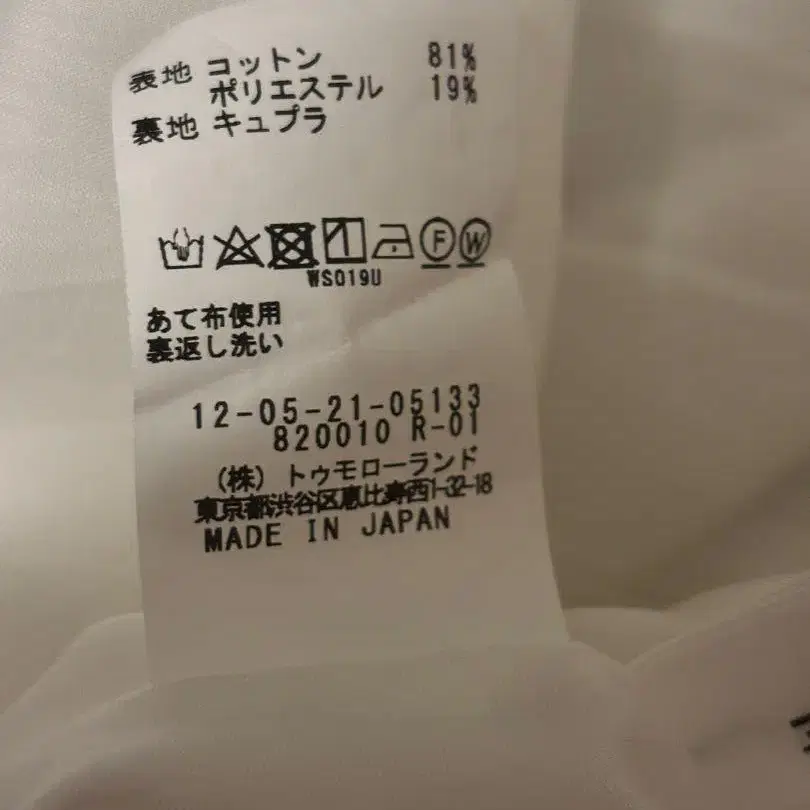 表地 コットン 81%
ポリエステル 19%
裏地 キュプラ
F W
WS019U
あて布使用
裏返し洗い
12-05-21-05133
820010 R-01
(株) トゥモローランド
東京都渋谷区恵比寿西1-32-18
MADE IN JAPAN